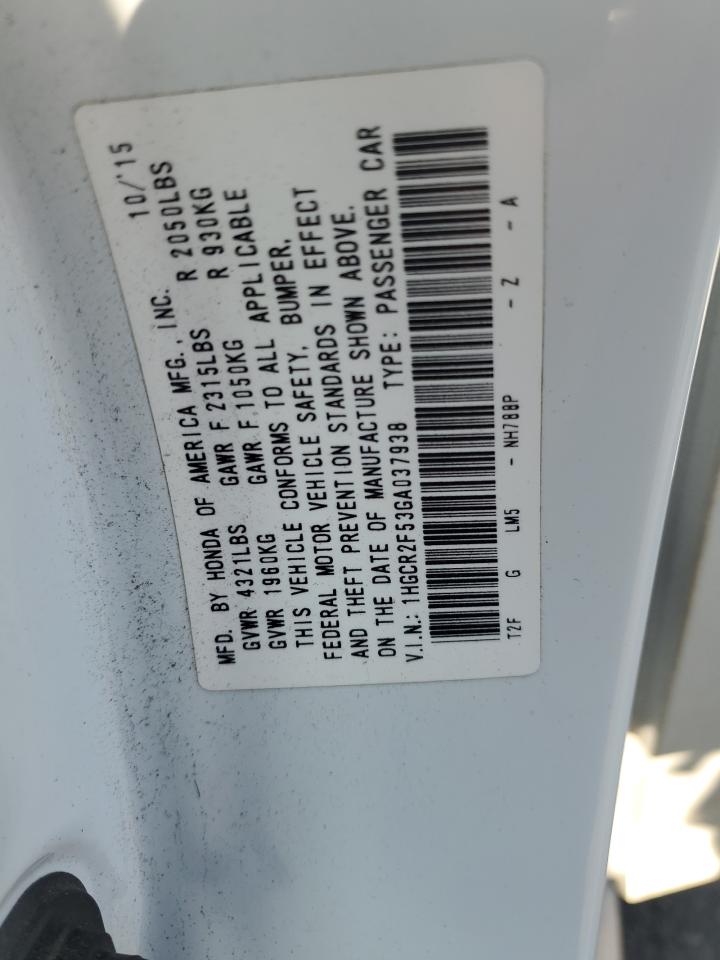 MFD. BY HONDA OF AMERICA MFG., INC. 10/'15
GVWR 4321LBS GAWR F 2315LBS R 2050LBS
GVWR 1960KG GAWR F 1050KG R 930KG
THIS VEHICLE CONFORMS TO ALL APPLICABLE
FEDERAL MOTOR VEHICLE SAFETY, BUMPER,
AND THEFT PREVENTION STANDARDS IN EFFECT
ON THE DATE OF MANUFACTURE SHOWN ABOVE.
V.I.N.: 1HGCR2F53GA037938 TYPE: PASSENGER CAR
T2F G LM5 - NH788P - Z - A